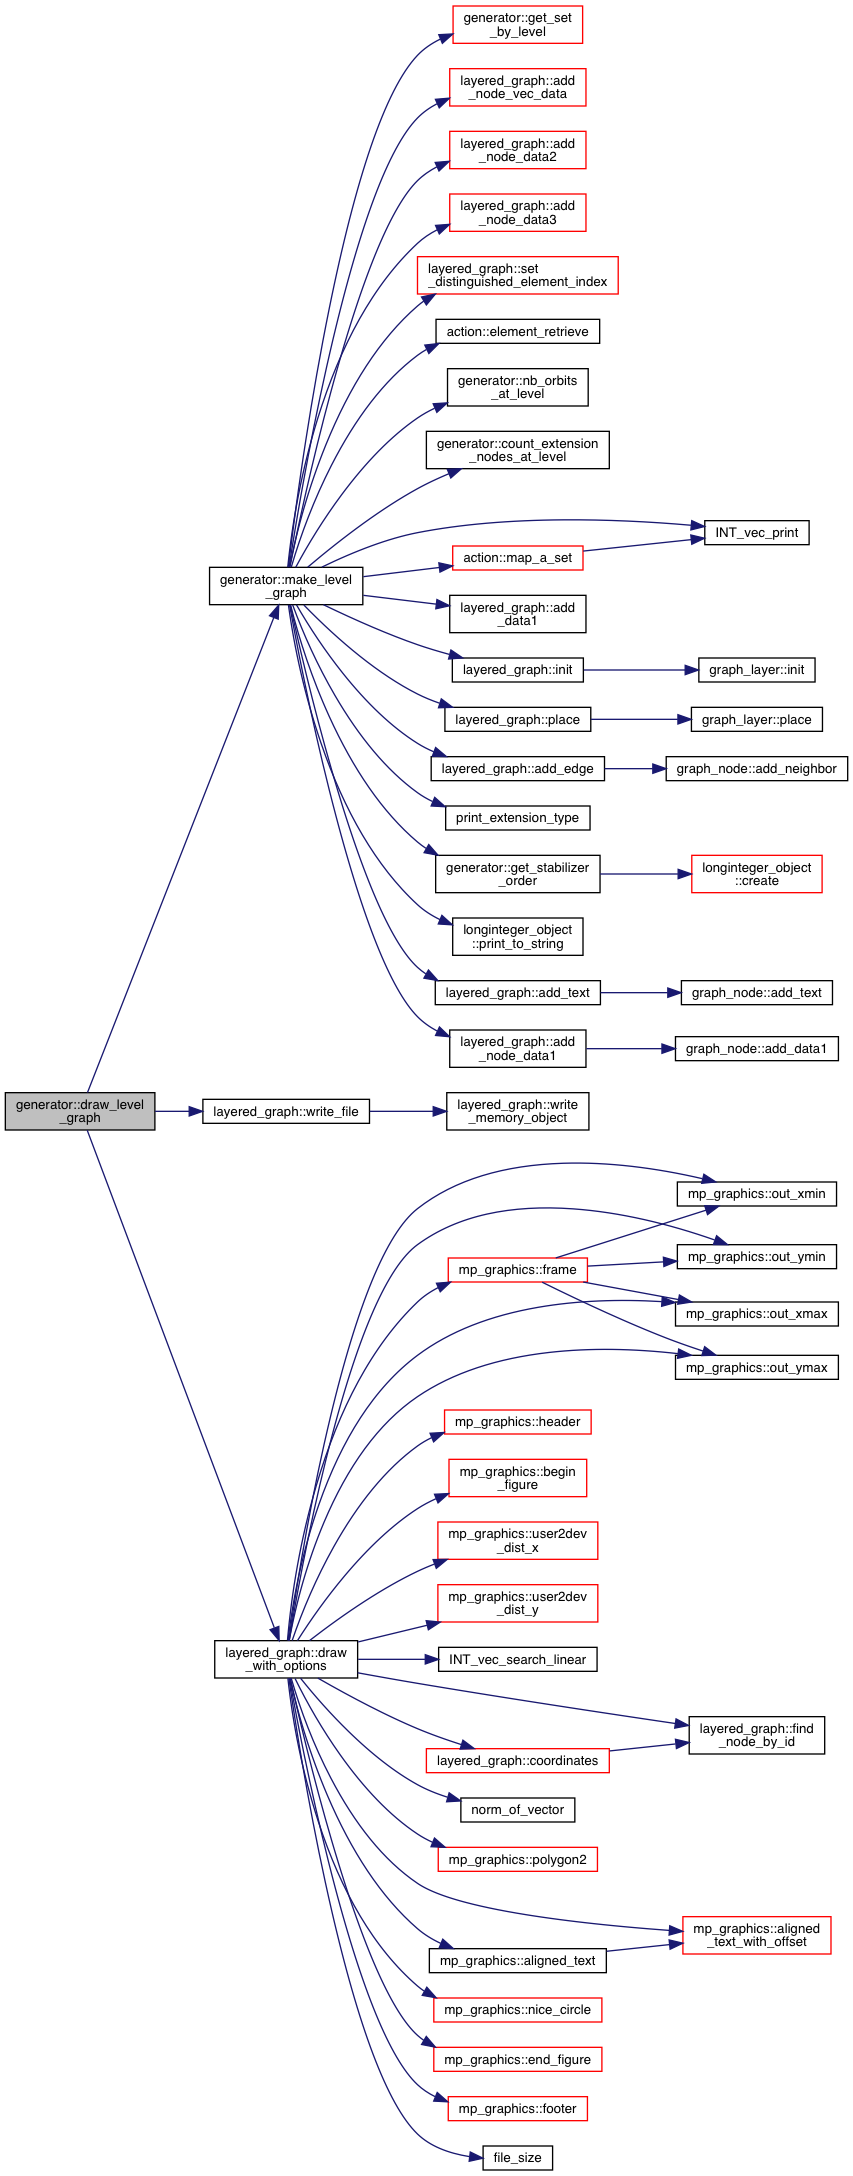 generator::get_set
_by_level
layered_graph::add
_node_vec_data
layered_graph::add
_node_data2
layered_graph::add
_node_data3
layered_graph::set
_distinguished_element_index
action::element_retrieve
generator::nb_orbits
_at_level
generator::count_extension
_nodes_at_level
INT_vec_print
action::map_a_set
generator::make_level
_graph
layered_graph::add
_data1
layered_graph::init
graph_layer::init
layered_graph::place
graph_layer::place
layered_graph::add_edge
graph_node::add_neighbor
print_extension_type
generator::get_stabilizer
_order
longinteger_object
::create
longinteger_object
::print_to_string
layered_graph::add_text
graph_node::add_text
layered_graph::add
_node_data1
graph_node::add_data1
generator::draw_level
_graph
layered_graph::write_file
layered_graph::write
_memory_object
mp_graphics::out_xmin
mp_graphics::out_ymin
mp_graphics::frame
mp_graphics::out_xmax
mp_graphics::out_ymax
mp_graphics::header
mp_graphics::begin
_figure
mp_graphics::user2dev
_dist_x
mp_graphics::user2dev
_dist_y
layered_graph::draw
_with_options
INT_vec_search_linear
layered_graph::find
_node_by_id
layered_graph::coordinates
norm_of_vector
mp_graphics::polygon2
mp_graphics::aligned
_text_with_offset
mp_graphics::aligned_text
mp_graphics::nice_circle
mp_graphics::end_figure
mp_graphics::footer
file_size